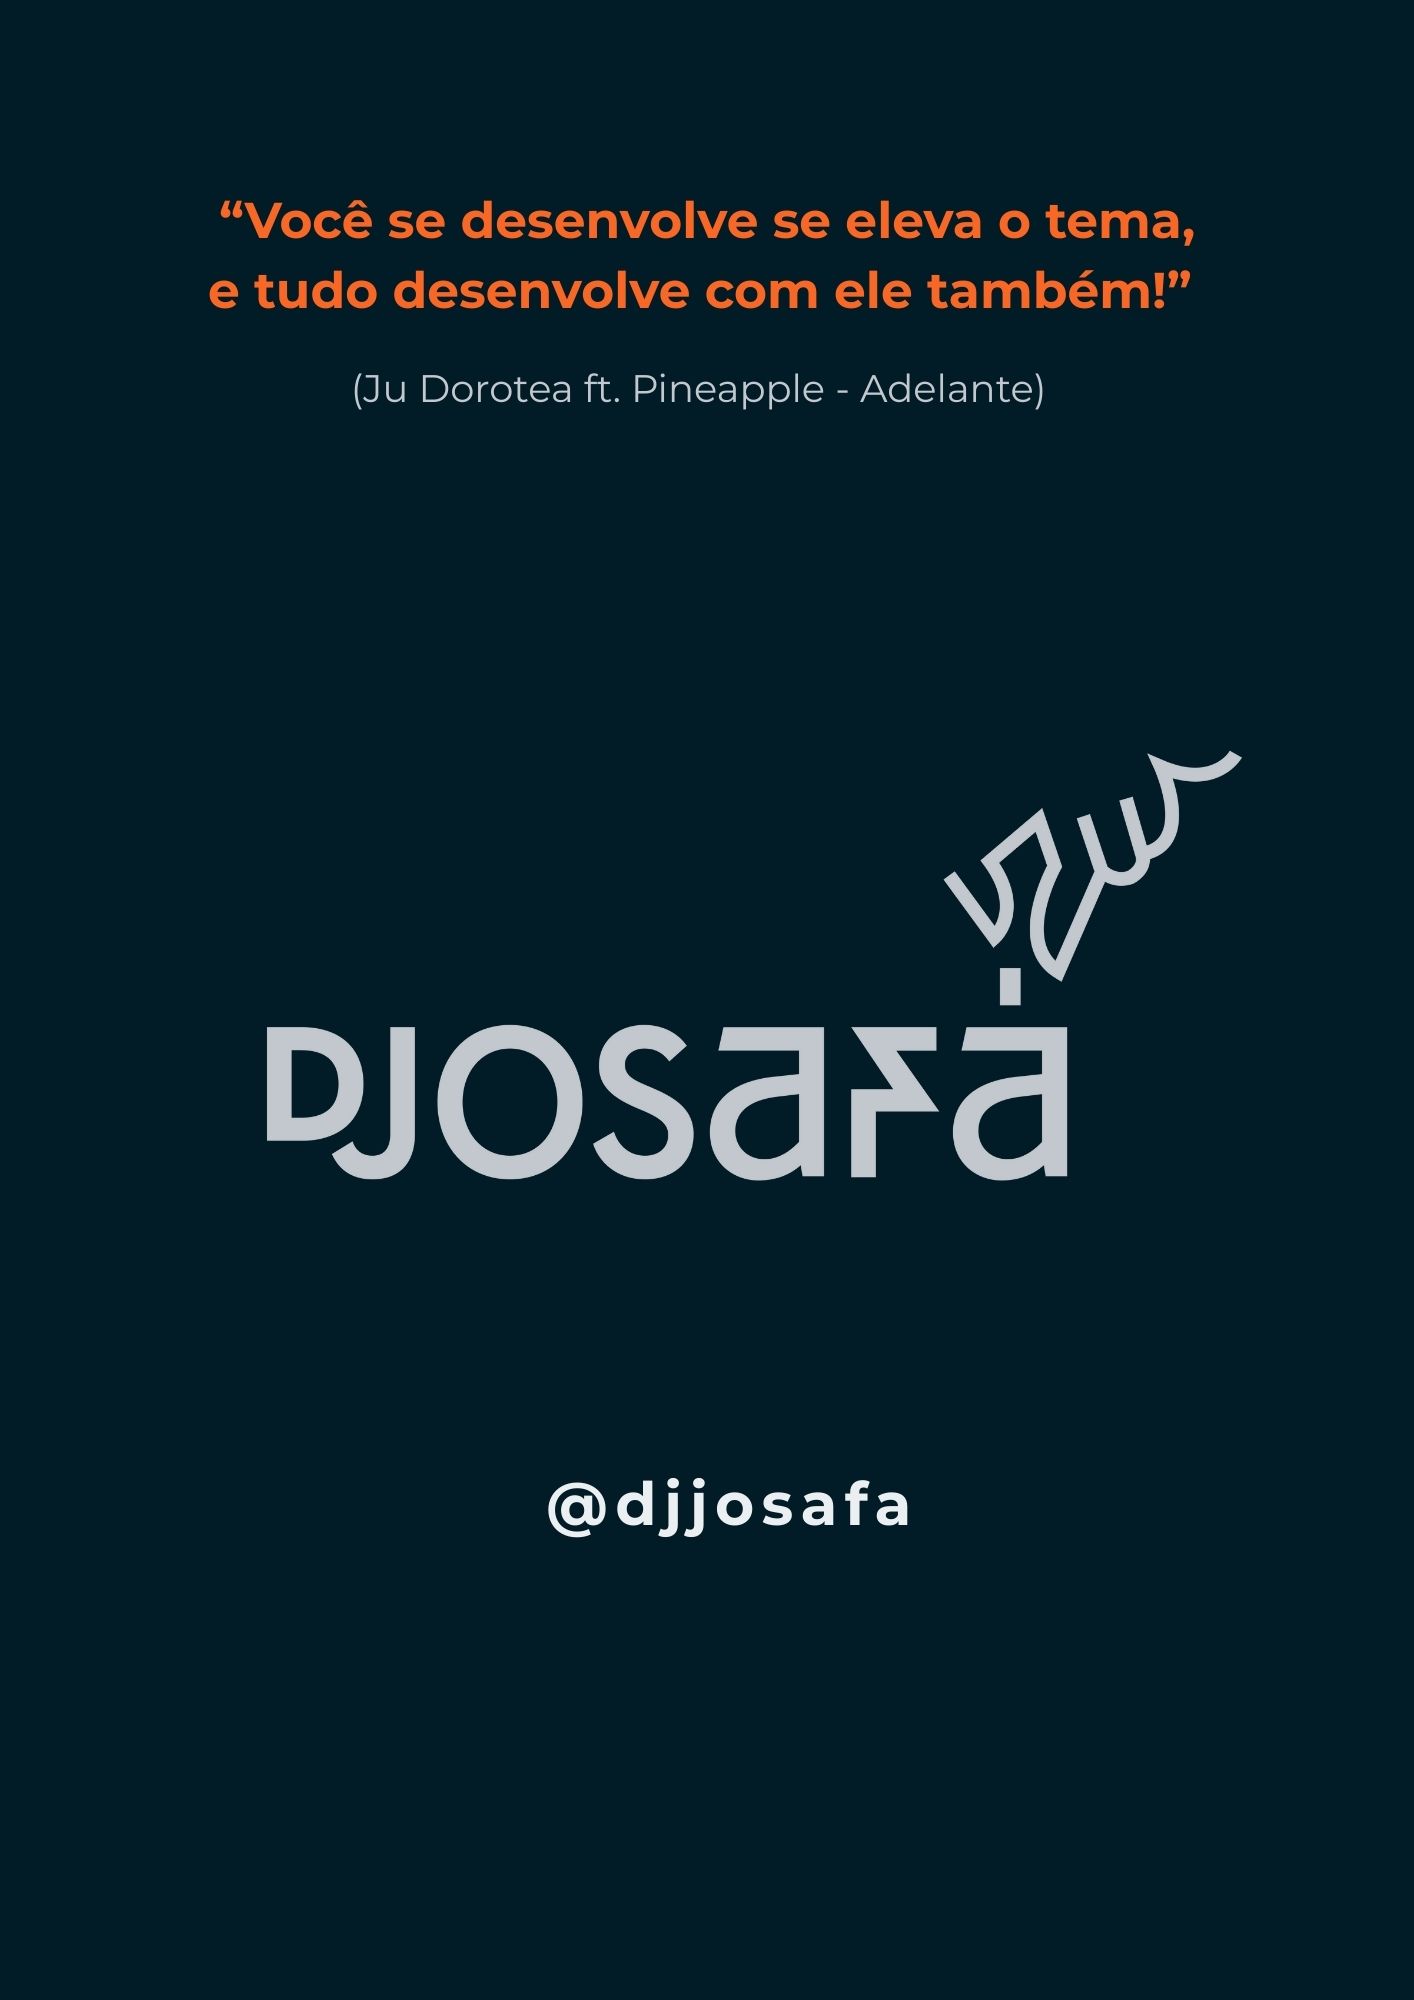 “Você se desenvolve se eleva o tema,
e tudo desenvolve com ele também!”
(Ju Dorotea ft. Pineapple - Adelante)
DJOSAFÁ
@djjosafa